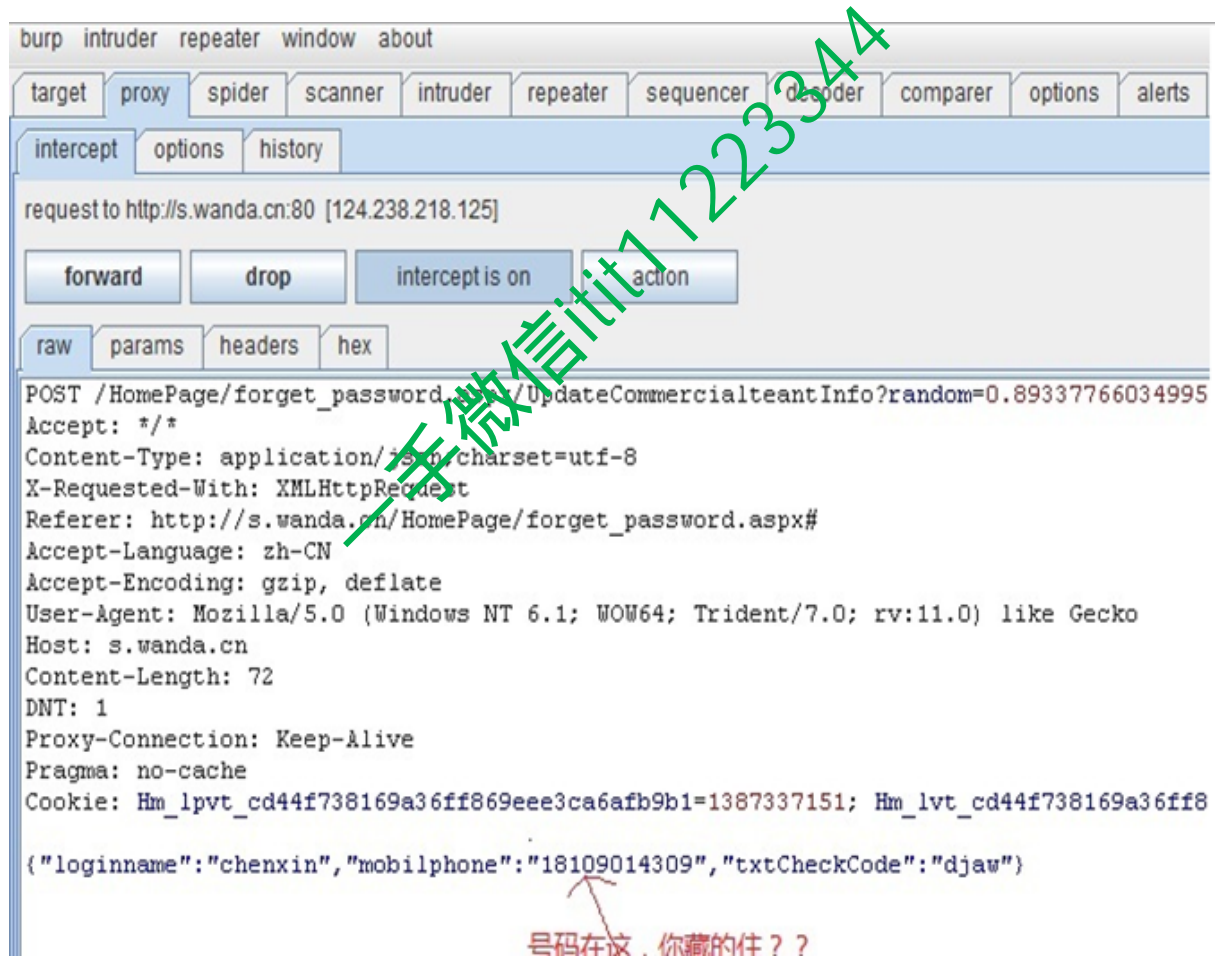 burp intruder repeater window about
target proxy spider scanner intruder repeater sequencer decoder comparer options alerts
intercept options history
request to http://s.wanda.cn:80 [124.238.218.125]
forward drop intercept is on action
raw params headers hex
POST /HomePage/forget_password.aspx/UpdateCommercialteantInfo?random=0.89337766034995
Accept: */*
Content-Type: application/json;charset=utf-8
X-Requested-With: XMLHttpRequest
Referer: http://s.wanda.cn/HomePage/forget_password.aspx#
Accept-Language: zh-CN
Accept-Encoding: gzip, deflate
User-Agent: Mozilla/5.0 (Windows NT 6.1; WOW64; Trident/7.0; rv:11.0) like Gecko
Host: s.wanda.cn
Content-Length: 72
DNT: 1
Proxy-Connection: Keep-Alive
Pragma: no-cache
Cookie: Hm_lpvt_cd44f738169a36ff869eee3ca6afb9b1=1387337151; Hm_lvt_cd44f738169a36ff8
{"loginname":"chenxin","mobilphone":"18109014309","txtCheckCode":"djaw"}
号码在这，你藏的住？？
一手微信itit11223344